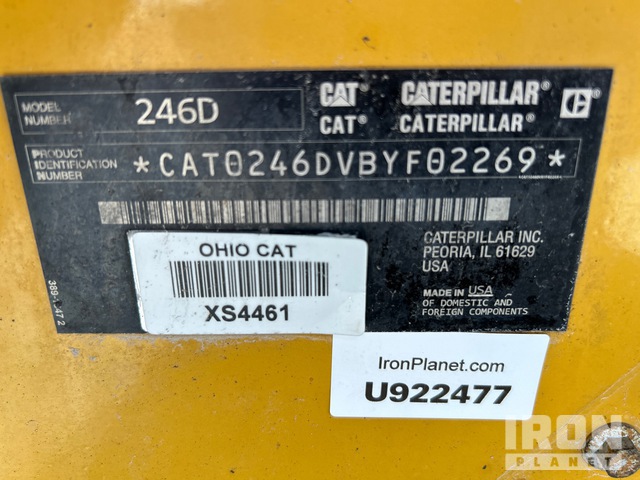 MODEL NUMBER 246D
CAT® CATERPILLAR® C
CAT® CATERPILLAR®
PRODUCT IDENTIFICATION NUMBER *CAT0246DVBYF02269*
CATERPILLAR INC.
PEORIA, IL 61629
USA
MADE IN USA
OF DOMESTIC AND
FOREIGN COMPONENTS
OHIO CAT
XS4461
IronPlanet.com
U922477
IRON
PLANET